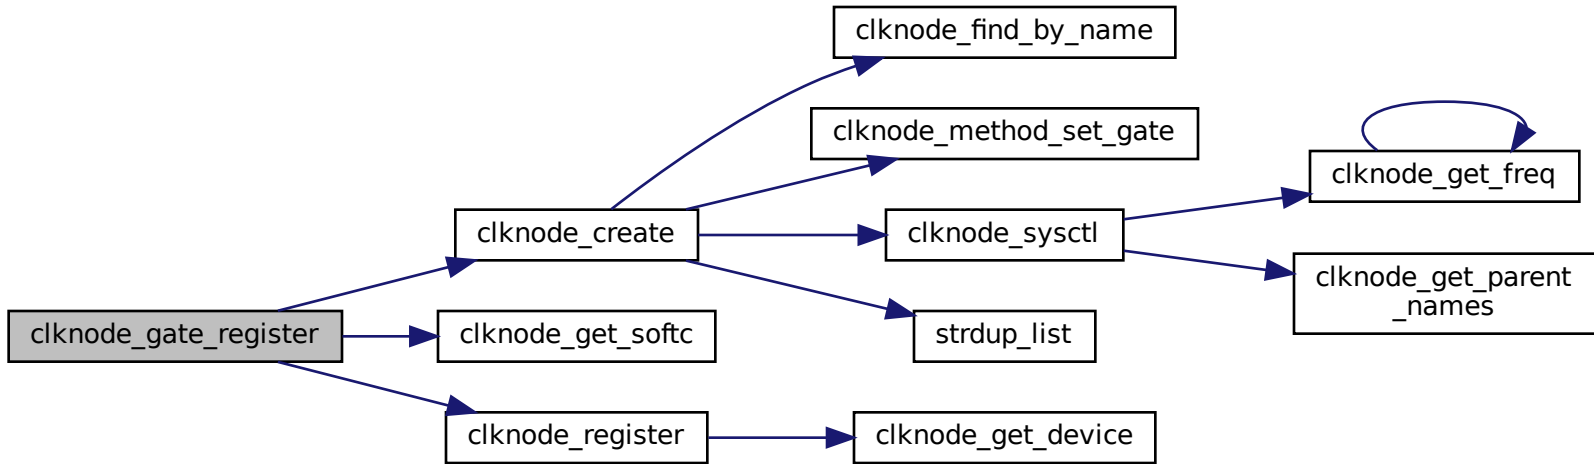 clknode_find_by_name
clknode_method_set_gate
clknode_get_freq
clknode_create
clknode_sysctl
clknode_get_parent
_names
clknode_gate_register
clknode_get_softc
strdup_list
clknode_register
clknode_get_device